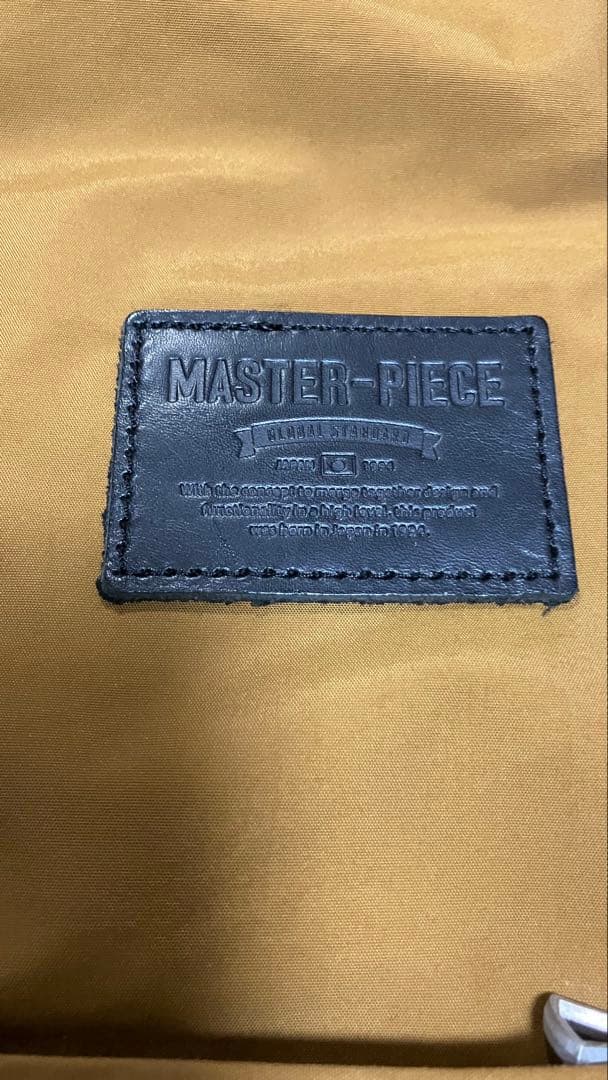 MASTER-PIECE
GLOBAL STANDARD
JAPAN 1994
With the concept to merge together design and
functionality in a high level, this product
was born in Japan in 1994.